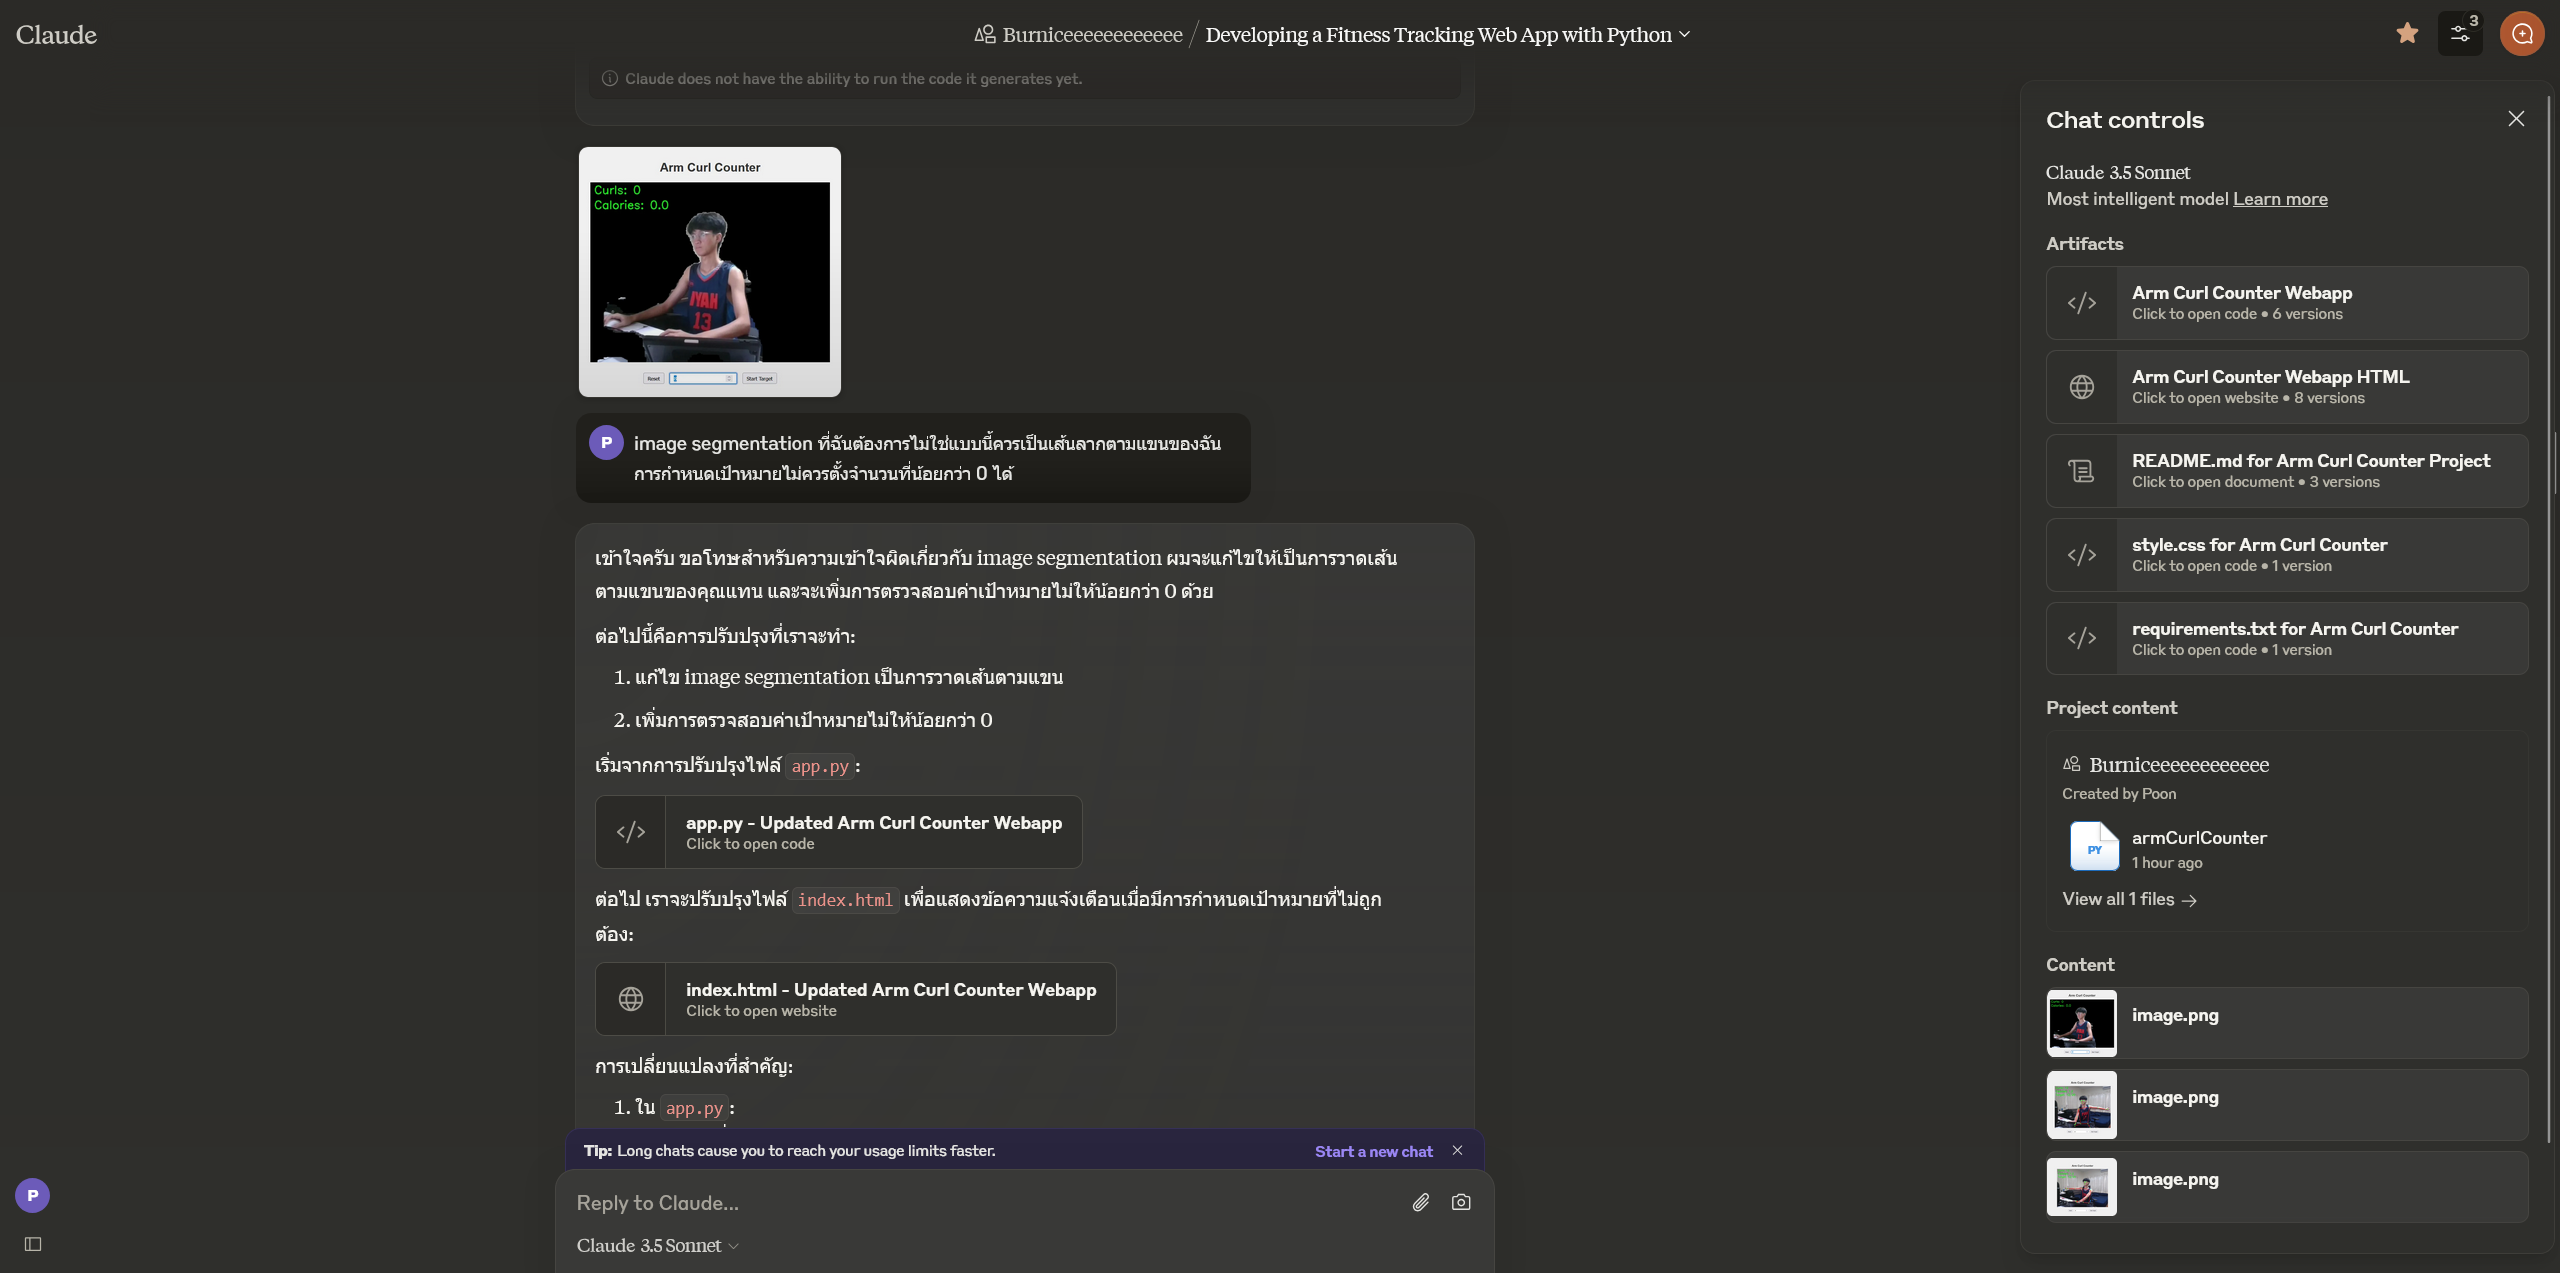 Claude
Burniceeeeeeeeeeeee / Developing a Fitness Tracking Web App with Python
3
Claude does not have the ability to run the code it generates yet.
Arm Curl Counter
Curls: 0
Calories: 0.0
13
Reset
Start Target
P
image segmentation ที่ฉันต้องการไม่ใช่แบบนี้ควรเป็นเส้นลากตามแขนของฉัน
การกำหนดเป้าหมายไม่ควรตั้งจำนวนที่น้อยกว่า 0 ได้
เข้าใจครับ ขอโทษสำหรับความเข้าใจผิดเกี่ยวกับ image segmentation ผมจะแก้ไขให้เป็นการวาดเส้น
ตามแขนของคุณแทน และจะเพิ่มการตรวจสอบค่าเป้าหมายไม่ให้น้อยกว่า 0 ด้วย
ต่อไปนี้คือการปรับปรุงที่เราจะทำ:
1. แก้ไข image segmentation เป็นการวาดเส้นตามแขน
2. เพิ่มการตรวจสอบค่าเป้าหมายไม่ให้น้อยกว่า 0
เริ่มจากการปรับปรุงไฟล์ app.py :
app.py - Updated Arm Curl Counter Webapp
Click to open code
ต่อไป เราจะปรับปรุงไฟล์ index.html เพื่อแสดงข้อความแจ้งเตือนเมื่อมีการกำหนดเป้าหมายที่ไม่ถูก
ต้อง:
index.html - Updated Arm Curl Counter Webapp
Click to open website
การเปลี่ยนแปลงที่สำคัญ:
1. ใน app.py :
Tip: Long chats cause you to reach your usage limits faster.
Start a new chat
Reply to Claude...
Claude 3.5 Sonnet
P
Chat controls
Claude 3.5 Sonnet
Most intelligent model Learn more
Artifacts
Arm Curl Counter Webapp
Click to open code • 6 versions
Arm Curl Counter Webapp HTML
Click to open website • 8 versions
README.md for Arm Curl Counter Project
Click to open document • 3 versions
style.css for Arm Curl Counter
Click to open code • 1 version
requirements.txt for Arm Curl Counter
Click to open code • 1 version
Project content
Burniceeeeeeeeeeeee
Created by Poon
PY
armCurlCounter
1 hour ago
View all 1 files →
Content
image.png
image.png
image.png